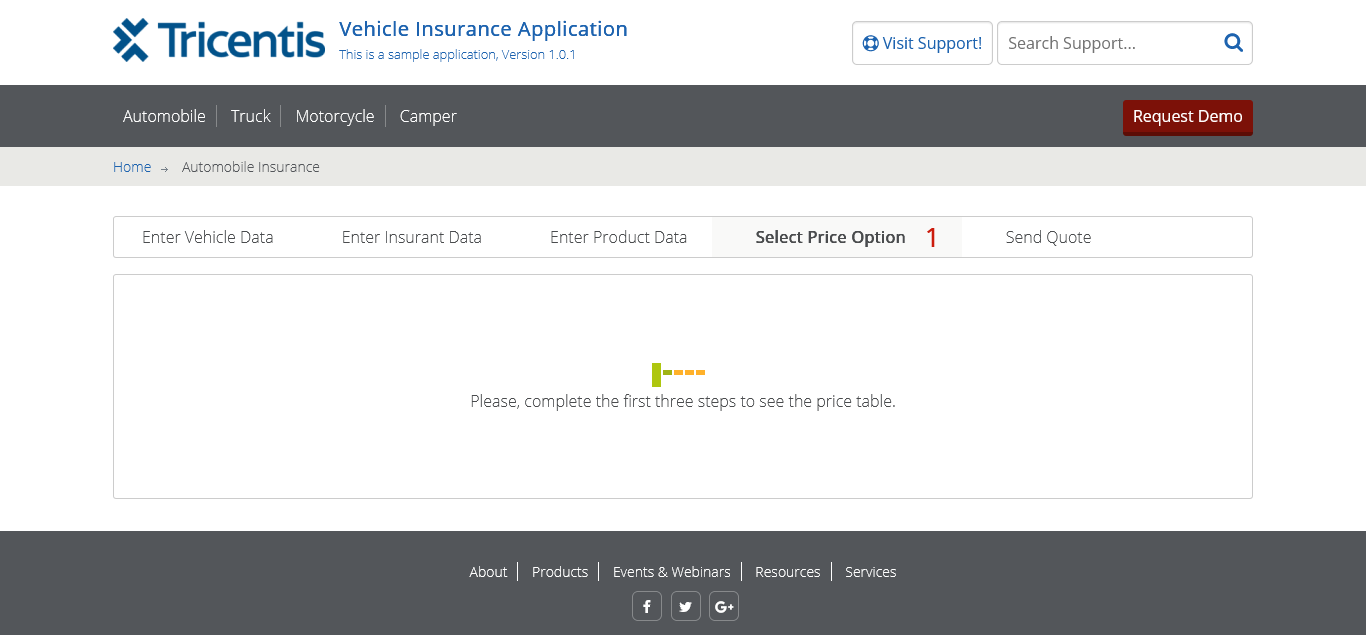 Tricentis
Vehicle Insurance Application
This is a sample application, Version 1.0.1
Visit Support!
Search Support...
Automobile
Truck
Motorcycle
Camper
Request Demo
Home
Automobile Insurance
Enter Vehicle Data
Enter Insurant Data
Enter Product Data
Select Price Option 1
Send Quote
Please, complete the first three steps to see the price table.
About
Products
Events & Webinars
Resources
Services
G+